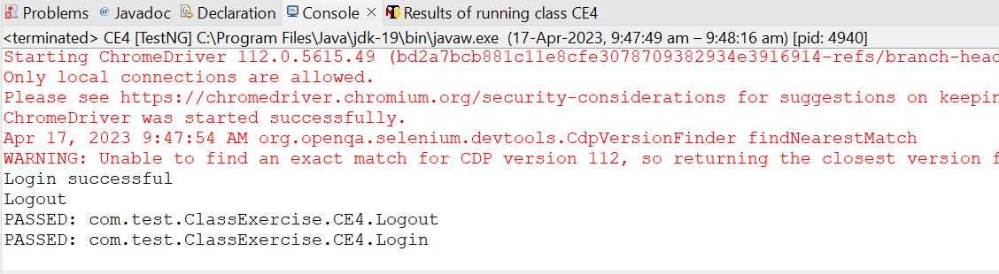 Problems @ Javadoc Declaration Console Results of running class CE4
<terminated> CE4 [TestNG] C:\Program Files\Java\jdk-19\bin\javaw.exe (17-Apr-2023, 9:47:49 am – 9:48:16 am) [pid: 4940]
Starting ChromeDriver 112.0.5615.49 (bd2a7bcb881c11e8cfe3078709382934e3916914-refs/branch-head
Only local connections are allowed.
Please see https://chromedriver.chromium.org/security-considerations for suggestions on keepin
ChromeDriver was started successfully.
Apr 17, 2023 9:47:54 AM org.openqa.selenium.devtools.CdpVersionFinder findNearestMatch
WARNING: Unable to find an exact match for CDP version 112, so returning the closest version f
Login successful
Logout
PASSED: com.test.ClassExercise.CE4.Logout
PASSED: com.test.ClassExercise.CE4.Login